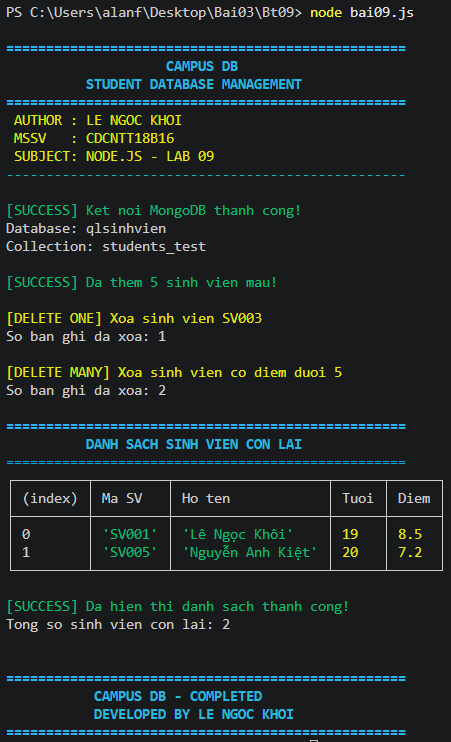 PS C:\Users\alanf\Desktop\Bai03\Bt09> node bai09.js
==================================================
CAMPUS DB
STUDENT DATABASE MANAGEMENT
==================================================
AUTHOR : LE NGOC KHOI
MSSV   : CDCNTT18B16
SUBJECT: NODE.JS - LAB 09
--------------------------------------------------
[SUCCESS] Ket noi MongoDB thanh cong!
Database: qlsinhvien
Collection: students_test
[SUCCESS] Da them 5 sinh vien mau!
[DELETE ONE] Xoa sinh vien SV003
So ban ghi da xoa: 1
[DELETE MANY] Xoa sinh vien co diem duoi 5
So ban ghi da xoa: 2
==================================================
DANH SACH SINH VIEN CON LAI
==================================================
(index) Ma SV Ho ten Tuoi Diem
0 'SV001' 'Lê Ngọc Khôi' 19 8.5
1 'SV005' 'Nguyễn Anh Kiệt' 20 7.2
[SUCCESS] Da hien thi danh sach thanh cong!
Tong so sinh vien con lai: 2
==================================================
CAMPUS DB - COMPLETED
DEVELOPED BY LE NGOC KHOI
==================================================